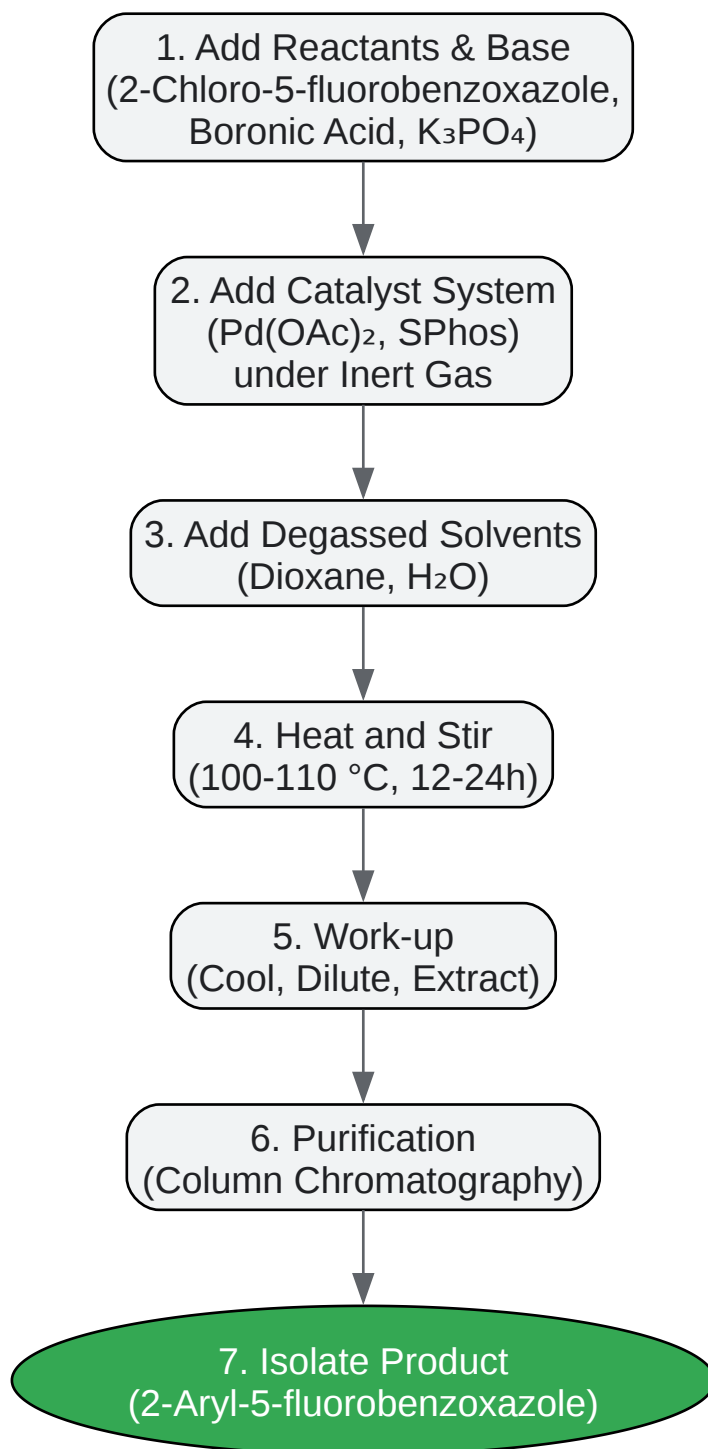 1. Add Reactants & Base
(2-Chloro-5-fluorobenzoxazole,
Boronic Acid, K₃PO₄)
2. Add Catalyst System
(Pd(OAc)₂, SPhos)
under Inert Gas
3. Add Degassed Solvents
(Dioxane, H₂O)
4. Heat and Stir
(100-110 °C, 12-24h)
5. Work-up
(Cool, Dilute, Extract)
6. Purification
(Column Chromatography)
7. Isolate Product
(2-Aryl-5-fluorobenzoxazole)